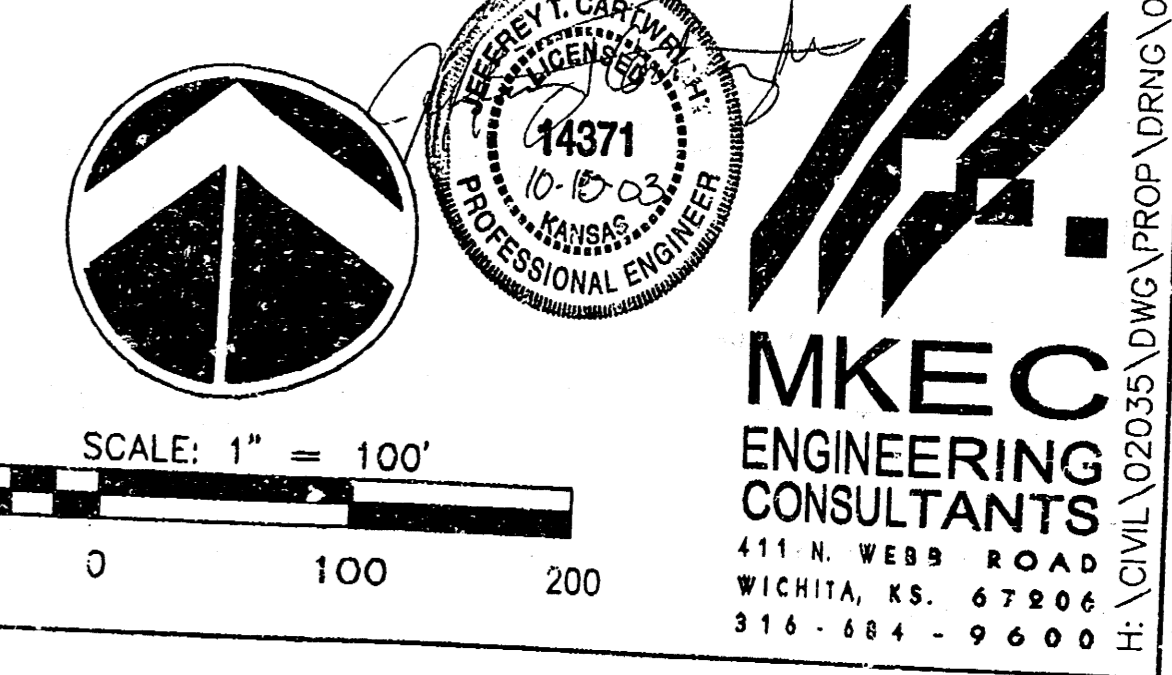 JEFFREY T. CARTWRIGHT
LICENSED
14371
10-15-03
KANSAS
PROFESSIONAL ENGINEER
SCALE: 1" = 100'
0 100 200
MKEC
ENGINEERING
CONSULTANTS
411 N. WEBB ROAD
WICHITA, KS. 67206
316-684-9600
H:\CIVIL\02035\DWG\PROP\DRNG\0